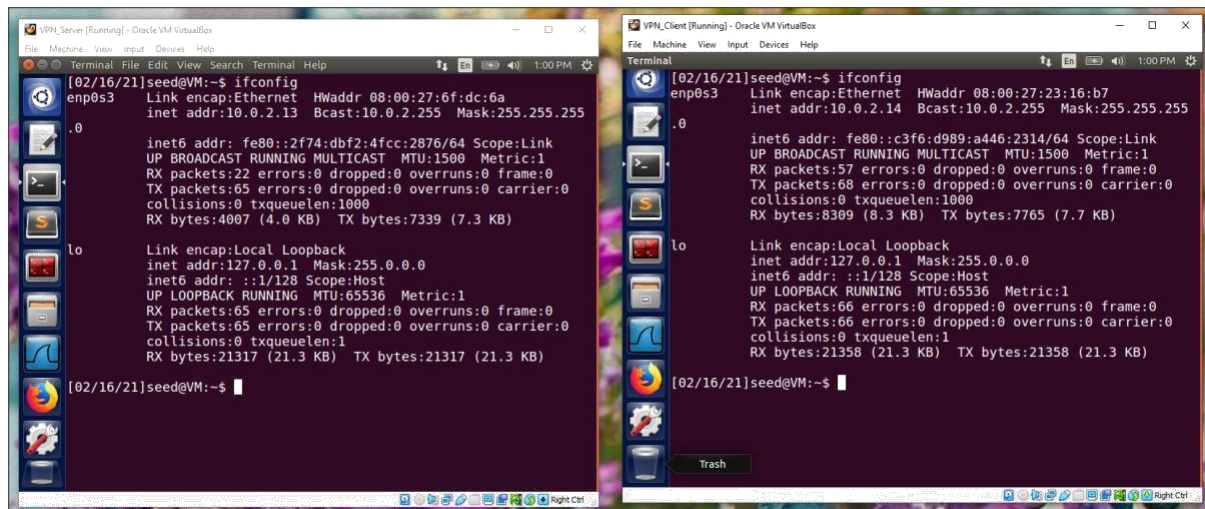 VPN_Server [Running] - Oracle VM VirtualBox
File Machine View Input Devices Help
Terminal File Edit View Search Terminal Help En 1:00 PM
[02/16/21]seed@VM:~$ ifconfig
enp0s3 Link encap:Ethernet HWaddr 08:00:27:6f:dc:6a
inet addr:10.0.2.13 Bcast:10.0.2.255 Mask:255.255.255
.0
inet6 addr: fe80::2f74:dbf2:4fcc:2876/64 Scope:Link
UP BROADCAST RUNNING MULTICAST MTU:1500 Metric:1
RX packets:22 errors:0 dropped:0 overruns:0 frame:0
TX packets:65 errors:0 dropped:0 overruns:0 carrier:0
collisions:0 txqueuelen:1000
RX bytes:4007 (4.0 KB) TX bytes:7339 (7.3 KB)
lo Link encap:Local Loopback
inet addr:127.0.0.1 Mask:255.0.0.0
inet6 addr: ::1/128 Scope:Host
UP LOOPBACK RUNNING MTU:65536 Metric:1
RX packets:65 errors:0 dropped:0 overruns:0 frame:0
TX packets:65 errors:0 dropped:0 overruns:0 carrier:0
collisions:0 txqueuelen:1
RX bytes:21317 (21.3 KB) TX bytes:21317 (21.3 KB)
[02/16/21]seed@VM:~$
Right Ctrl
VPN_Client [Running] - Oracle VM VirtualBox
File Machine View Input Devices Help
Terminal En 1:00 PM
[02/16/21]seed@VM:~$ ifconfig
enp0s3 Link encap:Ethernet HWaddr 08:00:27:23:16:b7
inet addr:10.0.2.14 Bcast:10.0.2.255 Mask:255.255.255
.0
inet6 addr: fe80::c3f6:d989:a446:2314/64 Scope:Link
UP BROADCAST RUNNING MULTICAST MTU:1500 Metric:1
RX packets:57 errors:0 dropped:0 overruns:0 frame:0
TX packets:68 errors:0 dropped:0 overruns:0 carrier:0
collisions:0 txqueuelen:1000
RX bytes:8309 (8.3 KB) TX bytes:7765 (7.7 KB)
lo Link encap:Local Loopback
inet addr:127.0.0.1 Mask:255.0.0.0
inet6 addr: ::1/128 Scope:Host
UP LOOPBACK RUNNING MTU:65536 Metric:1
RX packets:66 errors:0 dropped:0 overruns:0 frame:0
TX packets:66 errors:0 dropped:0 overruns:0 carrier:0
collisions:0 txqueuelen:1
RX bytes:21358 (21.3 KB) TX bytes:21358 (21.3 KB)
[02/16/21]seed@VM:~$
Trash
Right Ctrl